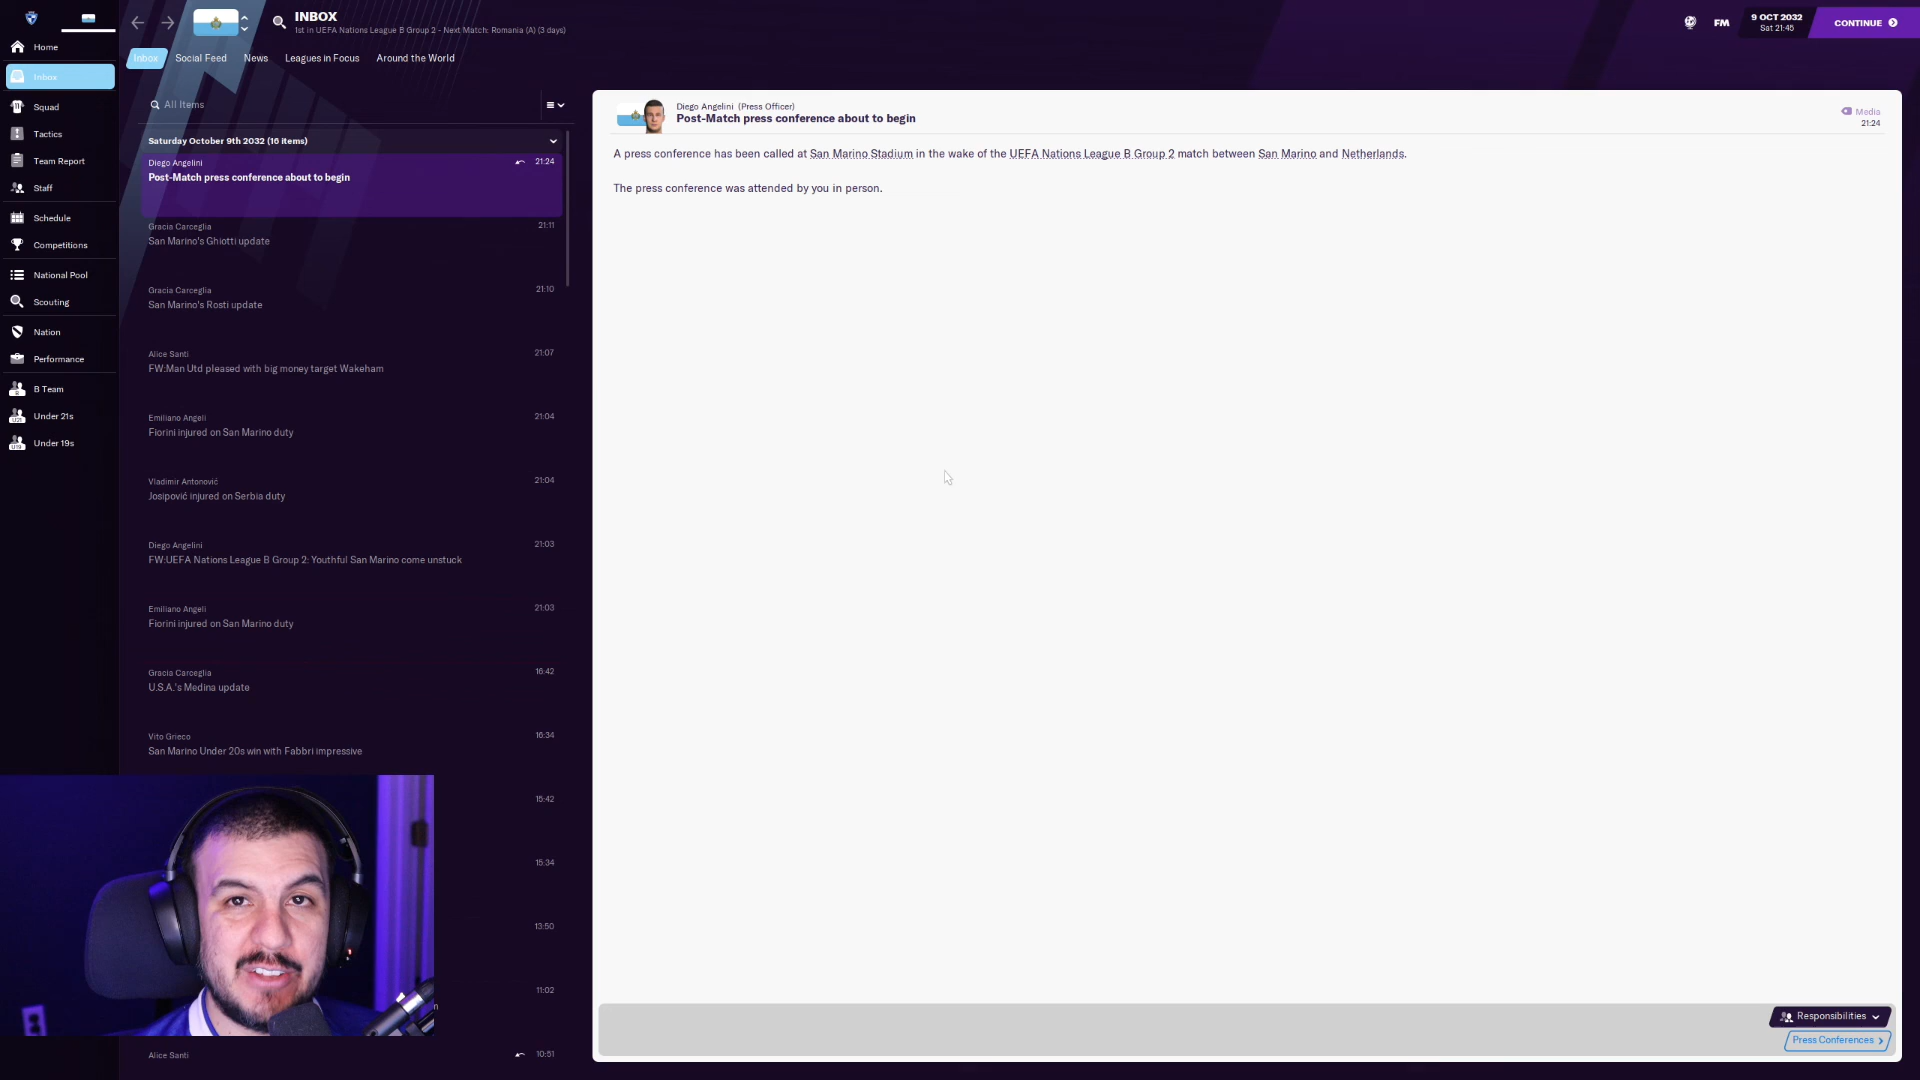 INBOX
1st in UEFA Nations League B Group 2 - Next Match: Romania (A) (3 days)
FM
9 OCT 2032
Sat 21:45
CONTINUE
Home
Inbox
Squad
Tactics
Team Report
Staff
Schedule
Competitions
National Pool
Scouting
Nation
Performance
B Team
Under 21s
Under 19s
Inbox
Social Feed
News
Leagues in Focus
Around the World
All Items
Saturday October 9th 2032 (16 items)
Diego Angelini 21:24
Post-Match press conference about to begin
Gracia Carceglia 21:11
San Marino's Ghiotti update
Gracia Carceglia 21:10
San Marino's Rosti update
Alice Santi 21:07
FW:Man Utd pleased with big money target Wakeham
Emiliano Angeli 21:04
Fiorini injured on San Marino duty
Vladimir Antonović 21:04
Josipović injured on Serbia duty
Diego Angelini 21:03
FW:UEFA Nations League B Group 2: Youthful San Marino come unstuck
Emiliano Angeli 21:03
Fiorini injured on San Marino duty
Gracia Carceglia 16:42
U.S.A.'s Medina update
Vito Grieco 16:34
San Marino Under 20s win with Fabbri impressive
15:42
15:34
13:50
11:02
Alice Santi 10:51
Diego Angelini (Press Officer)
Post-Match press conference about to begin
Media
21:24
A press conference has been called at San Marino Stadium in the wake of the UEFA Nations League B Group 2 match between San Marino and Netherlands.
The press conference was attended by you in person.
Responsibilities
Press Conferences